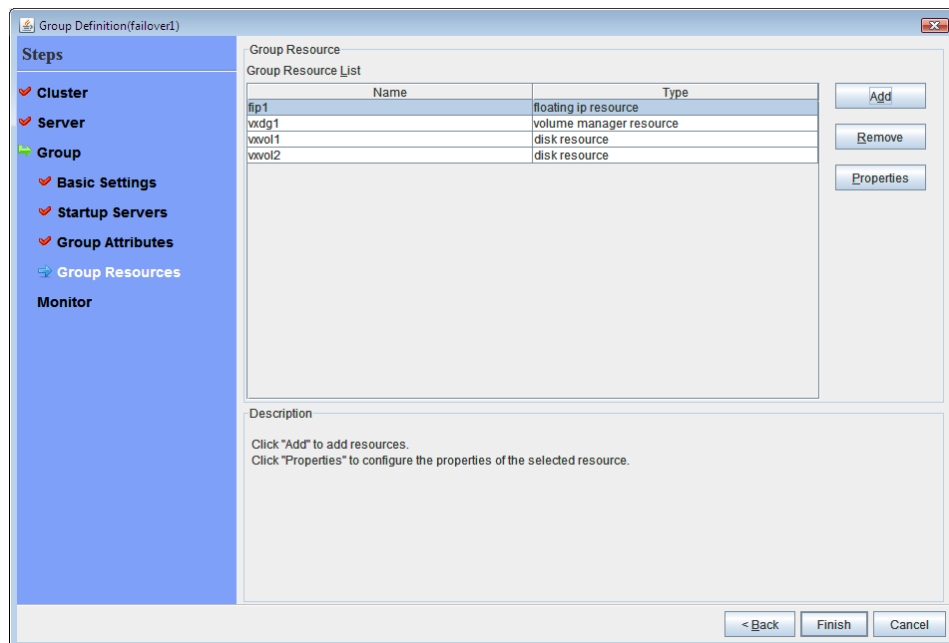 Group Definition(failover1)
Steps
Cluster
Server
Group
Basic Settings
Startup Servers
Group Attributes
Group Resources
Monitor
Group Resource
Group Resource List
Name Type
fip1 floating ip resource
vxdg1 volume manager resource
vxvol1 disk resource
vxvol2 disk resource
Add
Remove
Properties
Description
Click "Add" to add resources.
Click "Properties" to configure the properties of the selected resource.
< Back Finish Cancel